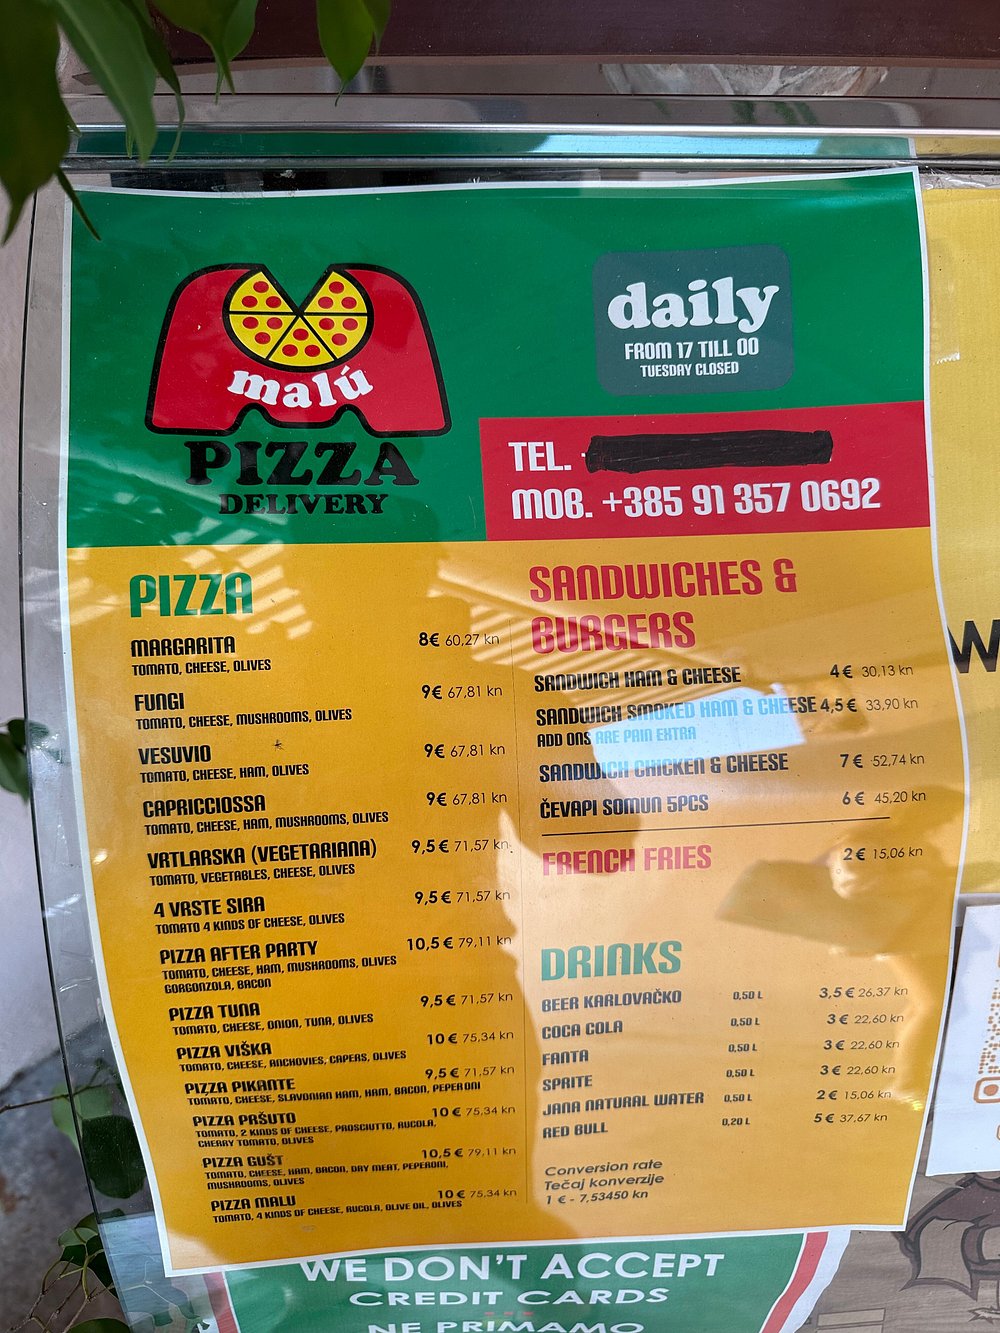 malú
PIZZA
DELIVERY
daily
FROM 17 TILL 00
TUESDAY CLOSED
TEL.
MOB. +385 91 357 0692
PIZZA
MARGARITA 8€ 60,27 kn
TOMATO, CHEESE, OLIVES
FUNGI 9€ 67,81 kn
TOMATO, CHEESE, MUSHROOMS, OLIVES
VESUVIO 9€ 67,81 kn
TOMATO, CHEESE, HAM, OLIVES
CAPRICCIOSSA 9€ 67,81 kn
TOMATO, CHEESE, HAM, MUSHROOMS, OLIVES
VRTLARSKA (VEGETARIANA) 9,5€ 71,57 kn
TOMATO, VEGETABLES, CHEESE, OLIVES
4 VRSTE SIRA 9,5€ 71,57 kn
TOMATO 4 KINDS OF CHEESE, OLIVES
PIZZA AFTER PARTY 10,5€ 79,11 kn
TOMATO, CHEESE, HAM, MUSHROOMS, OLIVES
GORGONZOLA, BACON
PIZZA TUNA 9,5€ 71,57 kn
TOMATO, CHEESE, ONION, TUNA, OLIVES
PIZZA VIŠKA 10€ 75,34 kn
TOMATO, CHEESE, ANCHOVIES, CAPERS, OLIVES
PIZZA PIKANTE 9,5€ 71,57 kn
TOMATO, CHEESE, SLAVONIAN HAM, HAM, BACON, PEPERONI
PIZZA PRŠUTO 10€ 75,34 kn
TOMATO, 2 KINDS OF CHEESE, PROSCIUTTO, RUCOLA,
CHERRY TOMATO, OLIVES
PIZZA GUŠT 10,5€ 79,11 kn
TOMATO, CHEESE, HAM, BACON, DRY MEAT, PEPERONI,
MUSHROOMS, OLIVES
PIZZA MALU 10€ 75,34 kn
TOMATO, 4 KINDS OF CHEESE, RUCOLA, OLIVE OIL, OLIVES
SANDWICHES &
BURGERS
SANDWICH HAM & CHEESE 4€ 30,13 kn
SANDWICH SMOKED HAM & CHEESE 4,5€ 33,90 kn
ADD ONS ARE PAIN EXTRA
SANDWICH CHICKEN & CHEESE 7€ 52,74 kn
ČEVAPI SOMUN 5PCS 6€ 45,20 kn
FRENCH FRIES 2€ 15,06 kn
DRINKS
BEER KARLOVAČKO 0,50 L 3,5€ 26,37 kn
COCA COLA 0,50 L 3€ 22,60 kn
FANTA 0,50 L 3€ 22,60 kn
SPRITE 0,50 L 3€ 22,60 kn
JANA NATURAL WATER 0,50 L 2€ 15,06 kn
RED BULL 0,20 L 5€ 37,67 kn
Conversion rate
Tečaj konverzije
1 € - 7,53450 kn
WE DON'T ACCEPT
CREDIT CARDS
NE PRIMAMO
W